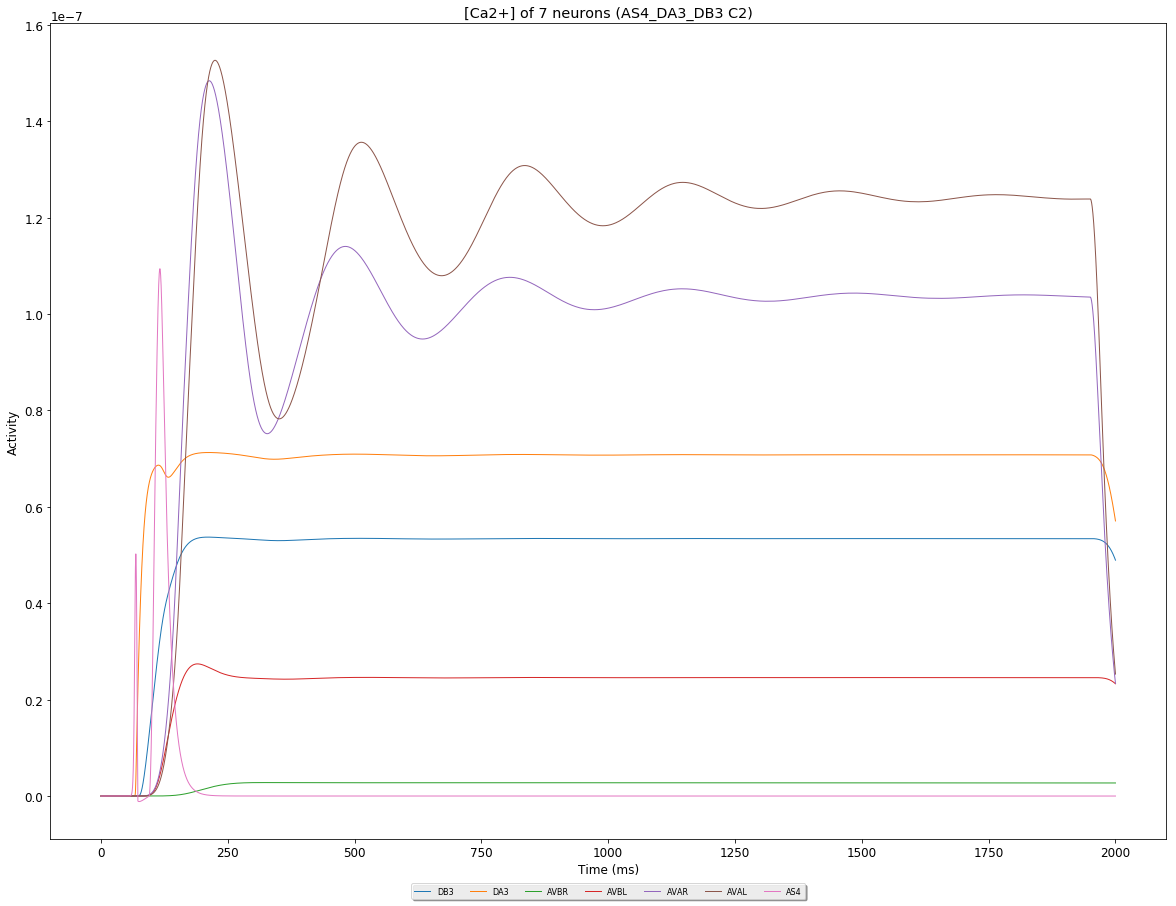 [Ca2+] of 7 neurons (AS4_DA3_DB3 C2)
1e−7
1.6
1.4
1.2
1.0
0.8
0.6
0.4
0.2
0.0
Activity
0 250 500 750 1000 1250 1500 1750 2000
Time (ms)
DB3 DA3 AVBR AVBL AVAR AVAL AS4